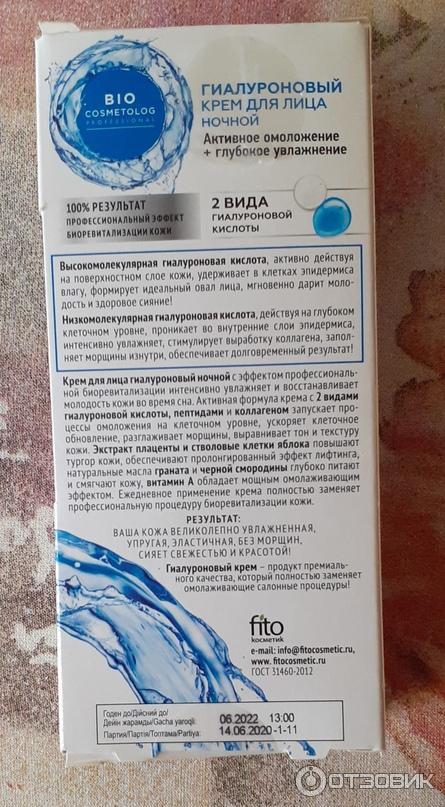 BIO
COSMETOLOG
PROFESSIONAL
ГИАЛУРОНОВЫЙ
КРЕМ ДЛЯ ЛИЦА
НОЧНОЙ
Активное омоложение
+ глубокое увлажнение
100% РЕЗУЛЬТАТ
ПРОФЕССИОНАЛЬНЫЙ ЭФФЕКТ
БИОРЕВИТАЛИЗАЦИИ КОЖИ
2 ВИДА
ГИАЛУРОНОВОЙ
КИСЛОТЫ
Высокомолекулярная гиалуроновая кислота, активно действуя
на поверхностном слое кожи, удерживает в клетках эпидермиса
влагу, формирует идеальный овал лица, мгновенно дарит моло-
дость и здоровое сияние!
Низкомолекулярная гиалуроновая кислота, действуя на глубоком
клеточном уровне, проникае во внутренние слои эпидермиса,
интенсивно увлажняет, стимулирует выработку коллагена, запол-
няет морщины изнутри, обеспечивает долговременный результат!
Крем для лица гиалуроновый ночной с эффектом профессиональ-
ной биоревитализации интенсивно увлажняет и восстанавливает
молодость кожи во время сна. Активная формула крема с 2 видами
гиалуроновой кислоты, пептидами и коллагеном запускает про-
цессы омоложения на клеточном уровне, ускоряет клеточное
обновление, разглаживает морщины, выравнивает тон и текстуру
кожи. Экстракт плаценты и стволовые клетки яблока повышают
тургор кожи, обеспечивают пролонгированный эффект лифтинга,
натуральные масла граната и черной смородины глубоко питают
и смягчают кожу, витамин А обладает мощным омолаживающим
эффектом. Ежедневное применение крема полностью заменяет
профессиональную процедуру биоревитализации кожи.
РЕЗУЛЬТАТ:
ВАША КОЖА ВЕЛИКОЛЕПНО УВЛАЖНЕННАЯ,
УПРУГАЯ, ЭЛАСТИЧНАЯ, БЕЗ МОРЩИН,
СИЯЕТ СВЕЖЕСТЬЮ И КРАСОТОЙ!
Гиалуроновый крем – продукт премиаль-
ного качества, который полностью заменяет
омолаживающие салонные процедуры!
fito
косметик
e-mail: info@fitocosmetic.ru,
www. fitocosmetic.ru
ГОСТ 31460-2012
Годен до/Дійсний до/
Дейін жарамды/Gacha yaroqli: 06.2022 13:00
Партия/Партія/Топтама/Partiya: 14.06.2020 -1-11
ОТЗОВИК